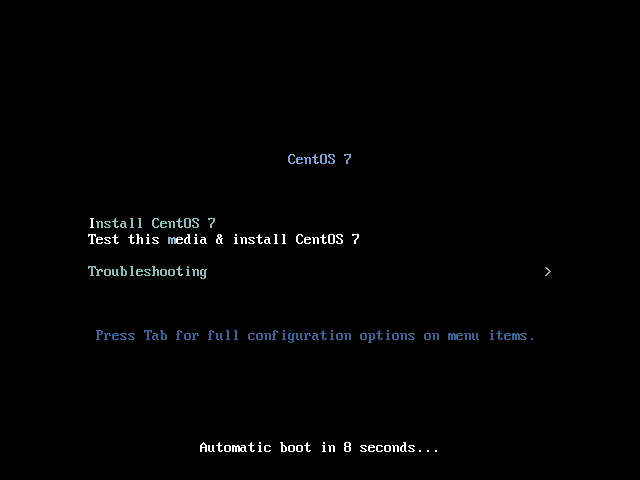 CentOS 7
Install CentOS 7
Test this media & install CentOS 7
Troubleshooting >
Press Tab for full configuration options on menu items.
Automatic boot in 8 seconds...